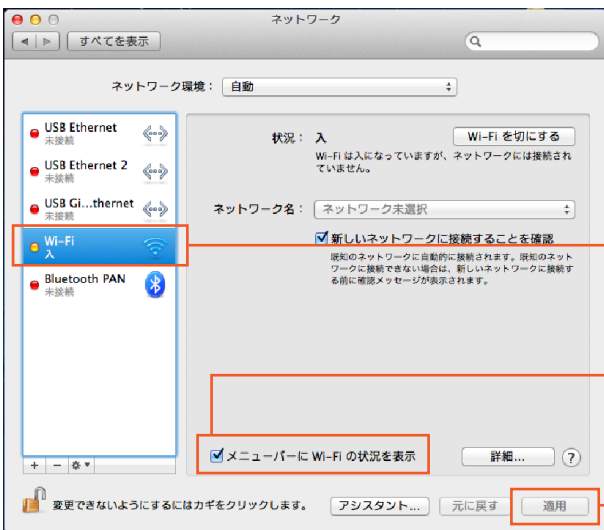 ネットワーク
すべてを表示
ネットワーク環境： 自動
USB Ethernet
未接続
USB Ethernet 2
未接続
USB Gi...thernet
未接続
Wi-Fi
入
Bluetooth PAN
未接続
状況： 入
Wi-Fi を切にする
Wi-Fi は入になっていますが、ネットワークには接続され
ていません。
ネットワーク名： ネットワーク未選択
新しいネットワークに接続することを確認
既知のネットワークに自動的に接続されます。既知のネット
ワークに接続できない場合は、新しいネットワークに接続す
る前に確認メッセージが表示されます。
メニューバーに Wi-Fi の状況を表示
詳細... ?
変更できないようにするにはカギをクリックします。
アシスタント... 元に戻す 適用